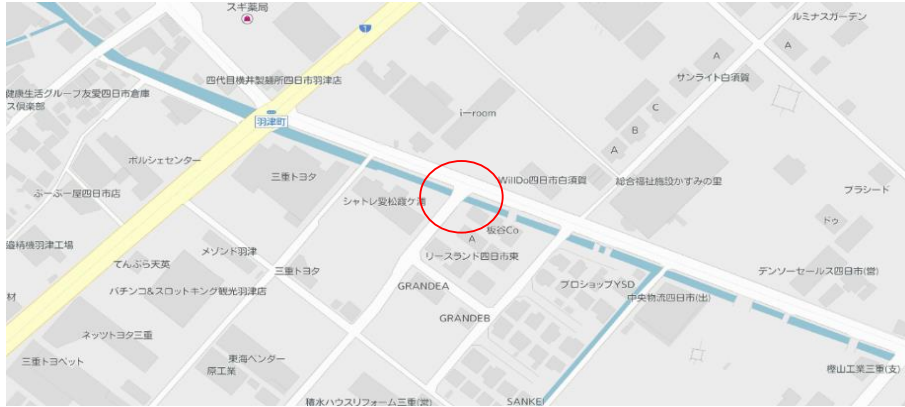 スギ薬局
1
ルミナスガーデン
A
A
四代目横井製麺所四日市羽津店
サンライト白須賀
健康生活グループ友愛四日市倉庫
ス倶楽部
i-room
C
B
A
羽津町
ポルシェセンター
三重トヨタ
WillDo四日市白須賀
総合福祉施設かすみの里
ぶーぶー屋四日市店
シャトレ愛松霞ケ浦
プラシード
ドゥ
板谷Co
A
メゾンド羽津
リースランド四日市東
てんぷら天英
三重トヨタ
デンソーセールス四日市(営)
パチンコ&スロットキング観光羽津店
GRANDEA
プロショップYSD
中央物流四日市(出)
材
GRANDEB
ネッツトヨタ三重
三重トヨペット
東海ベンダー
原工業
樫山工業三重(支)
積水ハウスリフォーム三重(営)
SANKEI